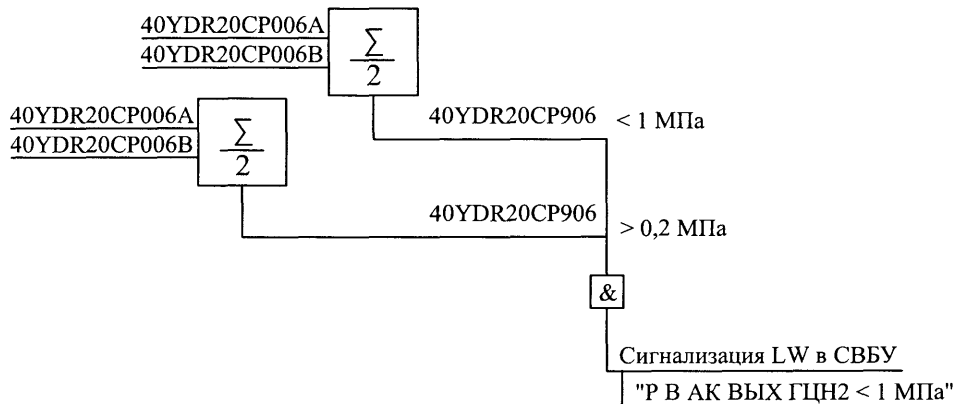 40YDR20CP006A
40YDR20CP006B
∑
2
40YDR20CP006A
40YDR20CP006B
∑
2
40YDR20CP906 < 1 МПа
40YDR20CP906 > 0,2 МПа
&
Сигнализация LW в СВБУ
"Р В АК ВЫХ ГЦН2 < 1 МПа"